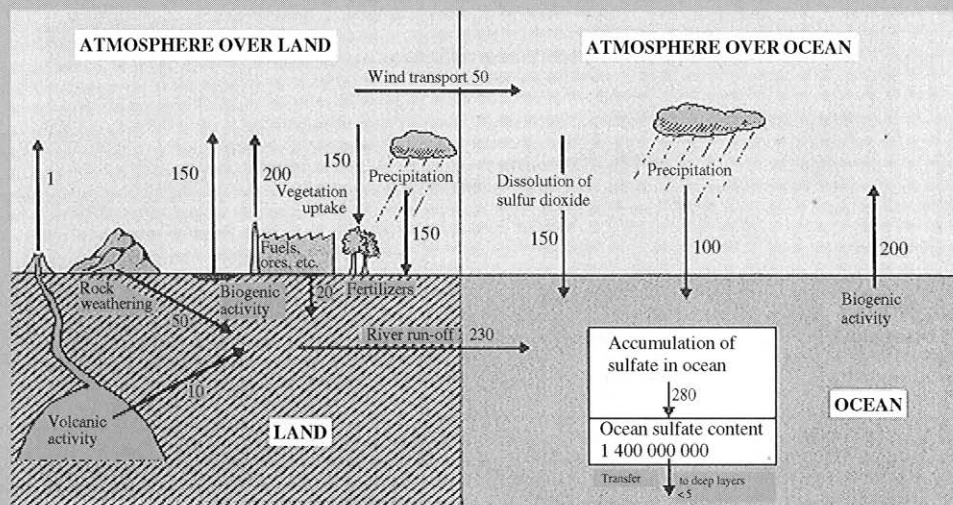 ATMOSPHERE OVER LAND
ATMOSPHERE OVER OCEAN
Wind transport 50
1
150
200
150
Vegetation
uptake
Precipitation
150
Dissolution of
sulfur dioxide
150
Precipitation
100
200
Fuels,
ores, etc.
Rock
weathering
Biogenic
activity
20
Fertilizers
Biogenic
activity
50
River run-off 230
10
Volcanic
activity
LAND
Accumulation of
sulfate in ocean
280
Ocean sulfate content
1 400 000 000
OCEAN
Transfer
to deep layers
<5